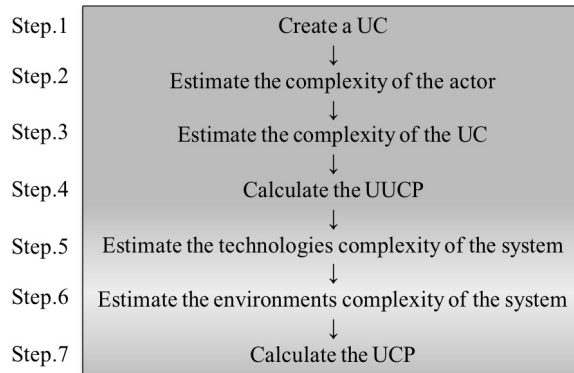 Step.1 Create a UC
↓
Step.2 Estimate the complexity of the actor
↓
Step.3 Estimate the complexity of the UC
↓
Step.4 Calculate the UUCP
↓
Step.5 Estimate the technologies complexity of the system
↓
Step.6 Estimate the environments complexity of the system
↓
Step.7 Calculate the UCP